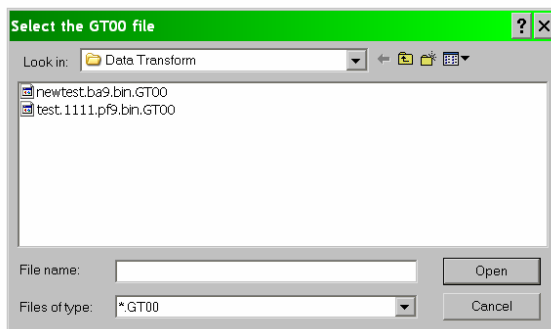 Select the GT00 file
Look in: Data Transform
newtest.ba9.bin.GT00
test.1111.pf9.bin.GT00
File name: Open
Files of type: *.GT00 Cancel